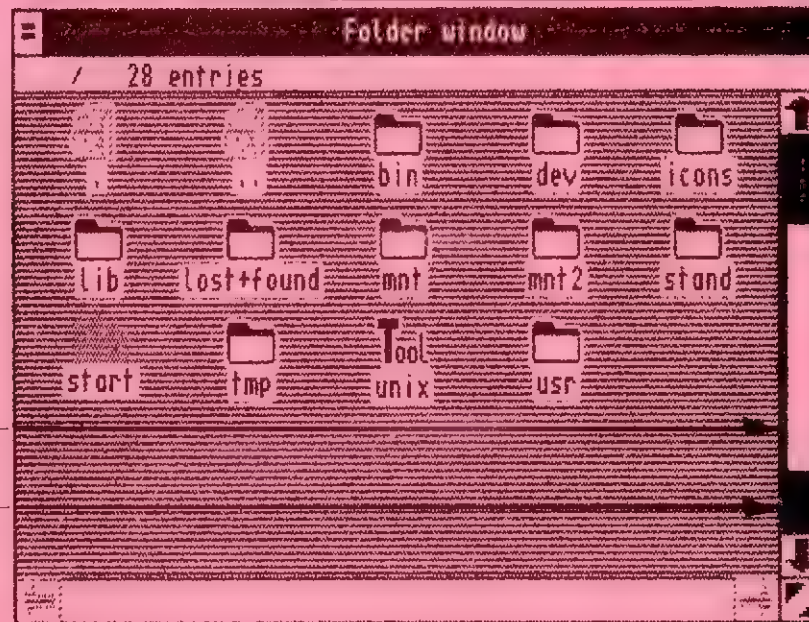 Folder window
/ 28 entries
. .. bin dev icons
lib lost+found mnt mnt2 stand
start tmp Tool unix usr